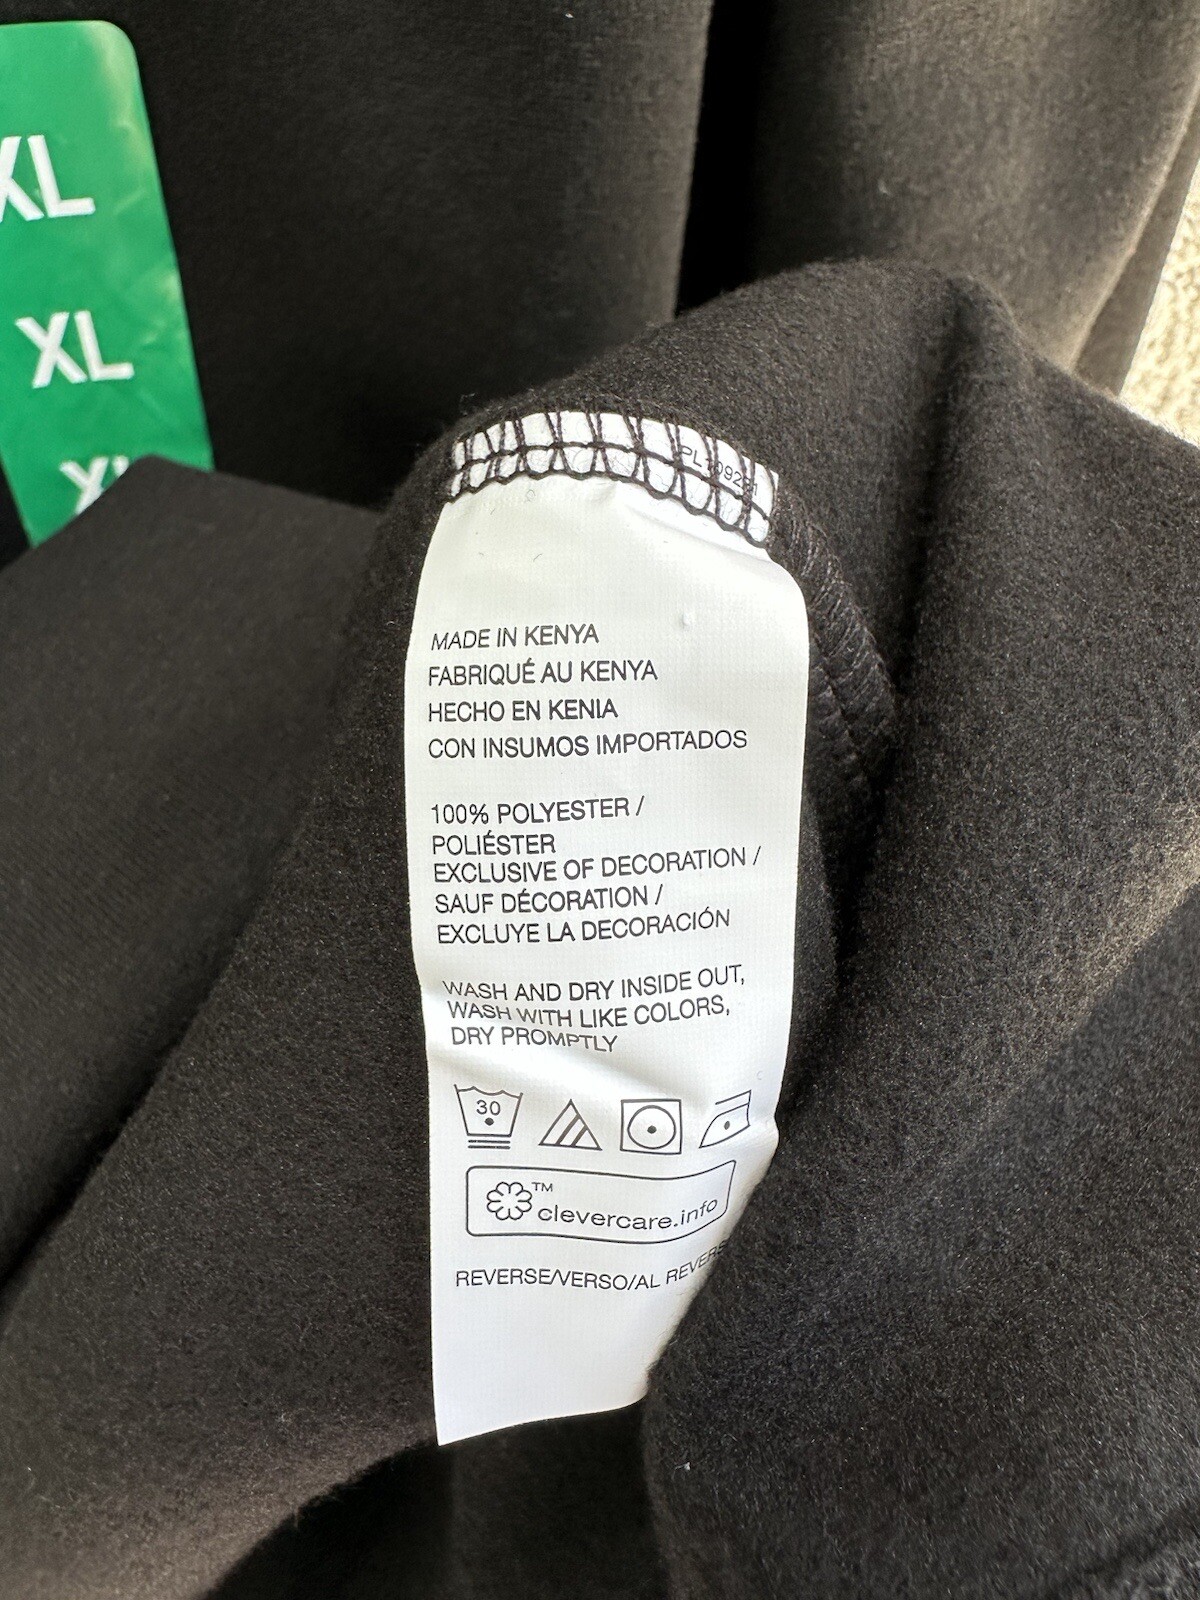 XL
XL
MADE IN KENYA
FABRIQUÉ AU KENYA
HECHO EN KENIA
CON INSUMOS IMPORTADOS
100% POLYESTER /
POLIÉSTER
EXCLUSIVE OF DECORATION /
SAUF DÉCORATION /
EXCLUYE LA DECORACIÓN
WASH AND DRY INSIDE OUT,
WASH WITH LIKE COLORS,
DRY PROMPTLY
30
TM
clevercare.info
REVERSE/VERSO/AL